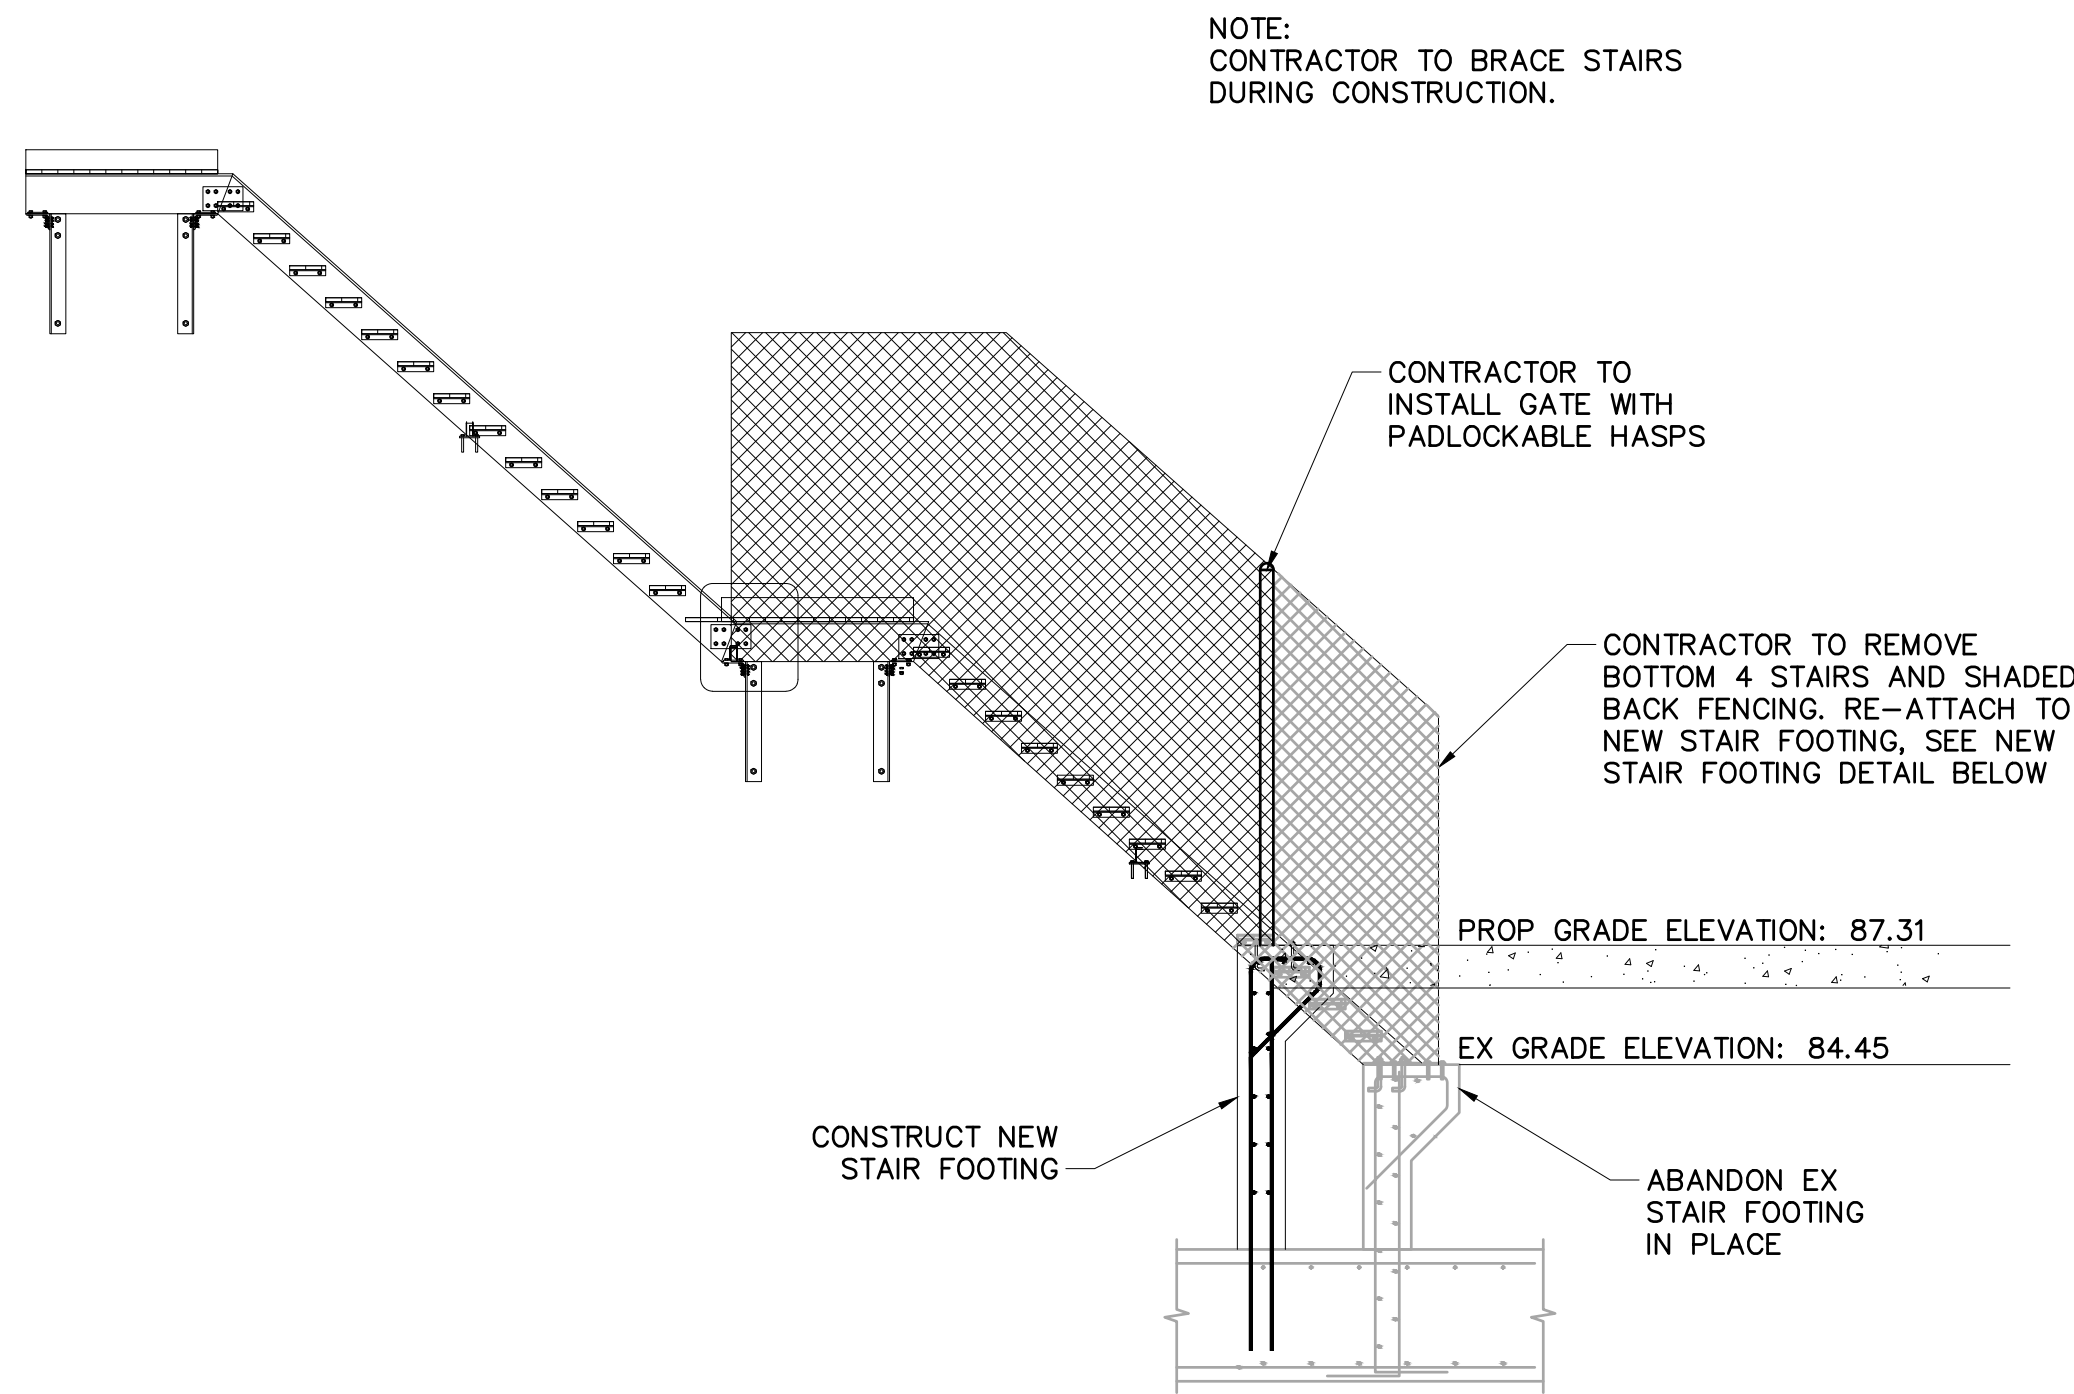 NOTE:
CONTRACTOR TO BRACE STAIRS
DURING CONSTRUCTION.
CONTRACTOR TO
INSTALL GATE WITH
PADLOCKABLE HASPS
CONTRACTOR TO REMOVE
BOTTOM 4 STAIRS AND SHADED
BACK FENCING. RE-ATTACH TO
NEW STAIR FOOTING, SEE NEW
STAIR FOOTING DETAIL BELOW
PROP GRADE ELEVATION: 87.31
EX GRADE ELEVATION: 84.45
CONSTRUCT NEW
STAIR FOOTING
ABANDON EX
STAIR FOOTING
IN PLACE